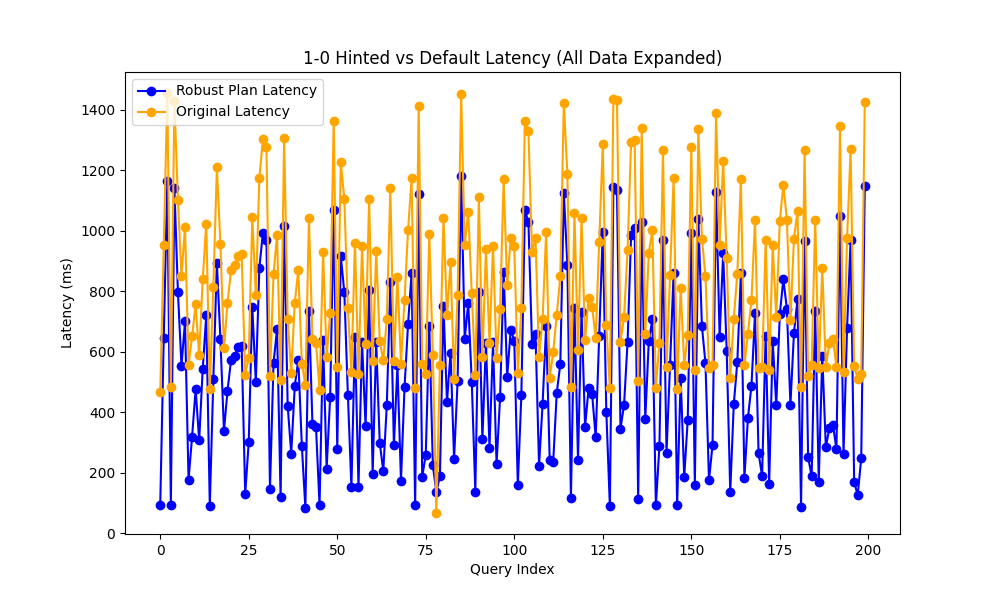 1-0 Hinted vs Default Latency (All Data Expanded)
Robust Plan Latency
Original Latency
Latency (ms)
1400
1200
1000
800
600
400
200
0
0 25 50 75 100 125 150 175 200
Query Index